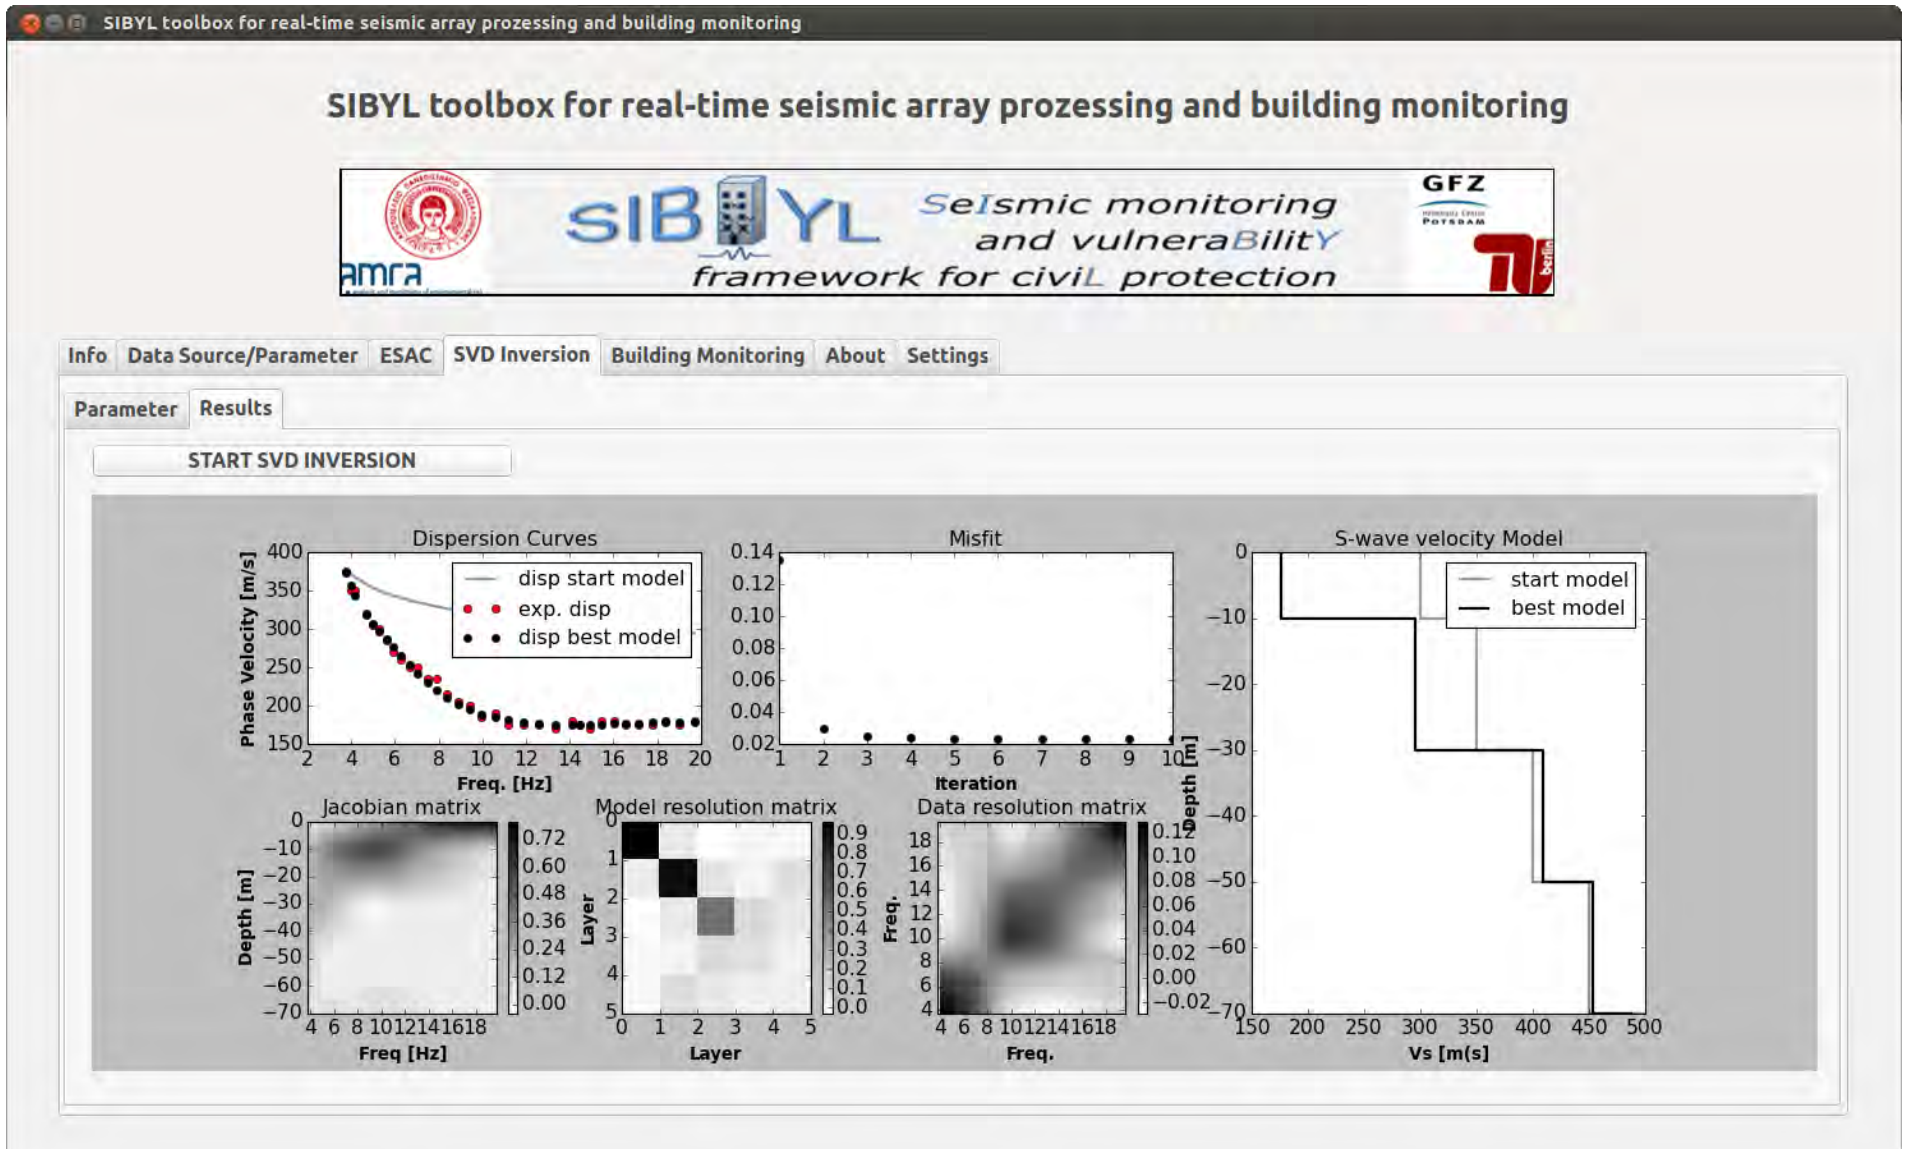 SIBYL toolbox for real-time seismic array prozessing and building monitoring
SIBYL toolbox for real-time seismic array prozessing and building monitoring
amra
SIB YL
SeIsmic monitoring
and vulneraBilitY
framework for civiL protection
GFZ
POTSDAM
berlin
Info Data Source/Parameter ESAC SVD Inversion Building Monitoring About Settings
Parameter Results
START SVD INVERSION
Dispersion Curves
Phase Velocity [m/s]
400
350
300
250
200
150
disp start model
exp. disp
disp best model
2 4 6 8 10 12 14 16 18 20
Freq. [Hz]
Misfit
0.14
0.12
0.10
0.08
0.06
0.04
0.02
1 2 3 4 5 6 7 8 9 10
Iteration
S-wave velocity Model
Depth [m]
0
−10
−20
−30
−40
−50
−60
−70
start model
best model
150 200 250 300 350 400 450 500
Vs [m(s]
Jacobian matrix
Depth [m]
0
−10
−20
−30
−40
−50
−60
−70
4 6 8 1012141618
Freq [Hz]
0.72
0.60
0.48
0.36
0.24
0.12
0.00
Model resolution matrix
Layer
0
1
2
3
4
5
0 1 2 3 4 5
Layer
0.9
0.8
0.7
0.6
0.5
0.4
0.3
0.2
0.1
0.0
Data resolution matrix
Freq.
18
16
14
12
10
8
6
4
4 6 8 1012141618
Freq.
0.12
0.10
0.08
0.06
0.04
0.02
0.00
−0.02